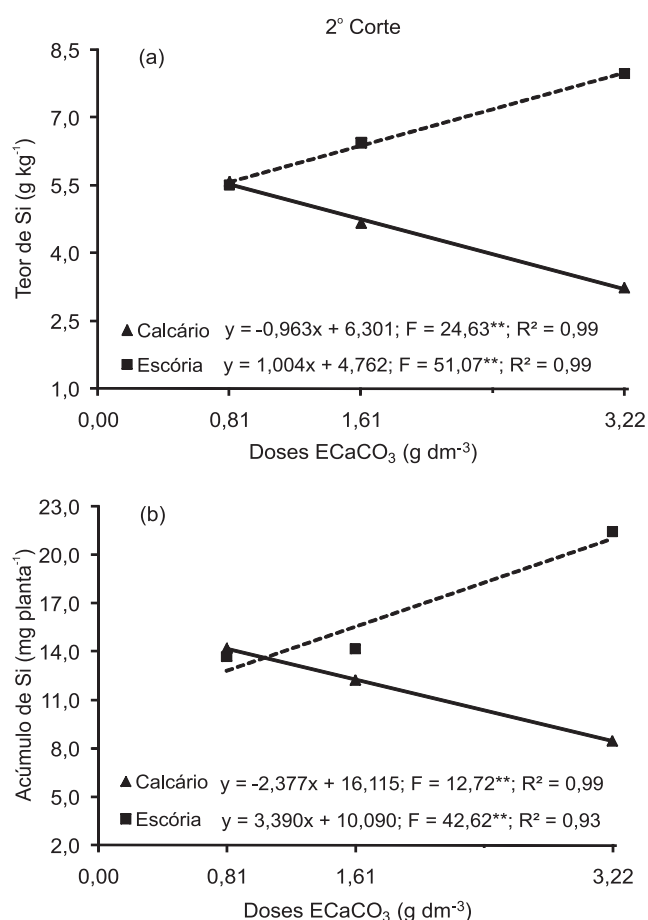 2º Corte
(a)
8,5
7,0
5,5
4,0
2,5
1,0
Teor de Si (g kg⁻¹)
Calcário y = -0,963x + 6,301; F = 24,63**; R² = 0,99
Escória y = 1,004x + 4,762; F = 51,07**; R² = 0,99
0,00 0,81 1,61 3,22
Doses ECaCO₃ (g dm⁻³)
(b)
23,0
20,0
17,0
14,0
11,0
8,0
5,0
2,0
Acúmulo de Si (mg planta⁻¹)
Calcário y = -2,377x + 16,115; F = 12,72**; R² = 0,99
Escória y = 3,390x + 10,090; F = 42,62**; R² = 0,93
0,00 0,81 1,61 3,22
Doses ECaCO₃ (g dm⁻³)